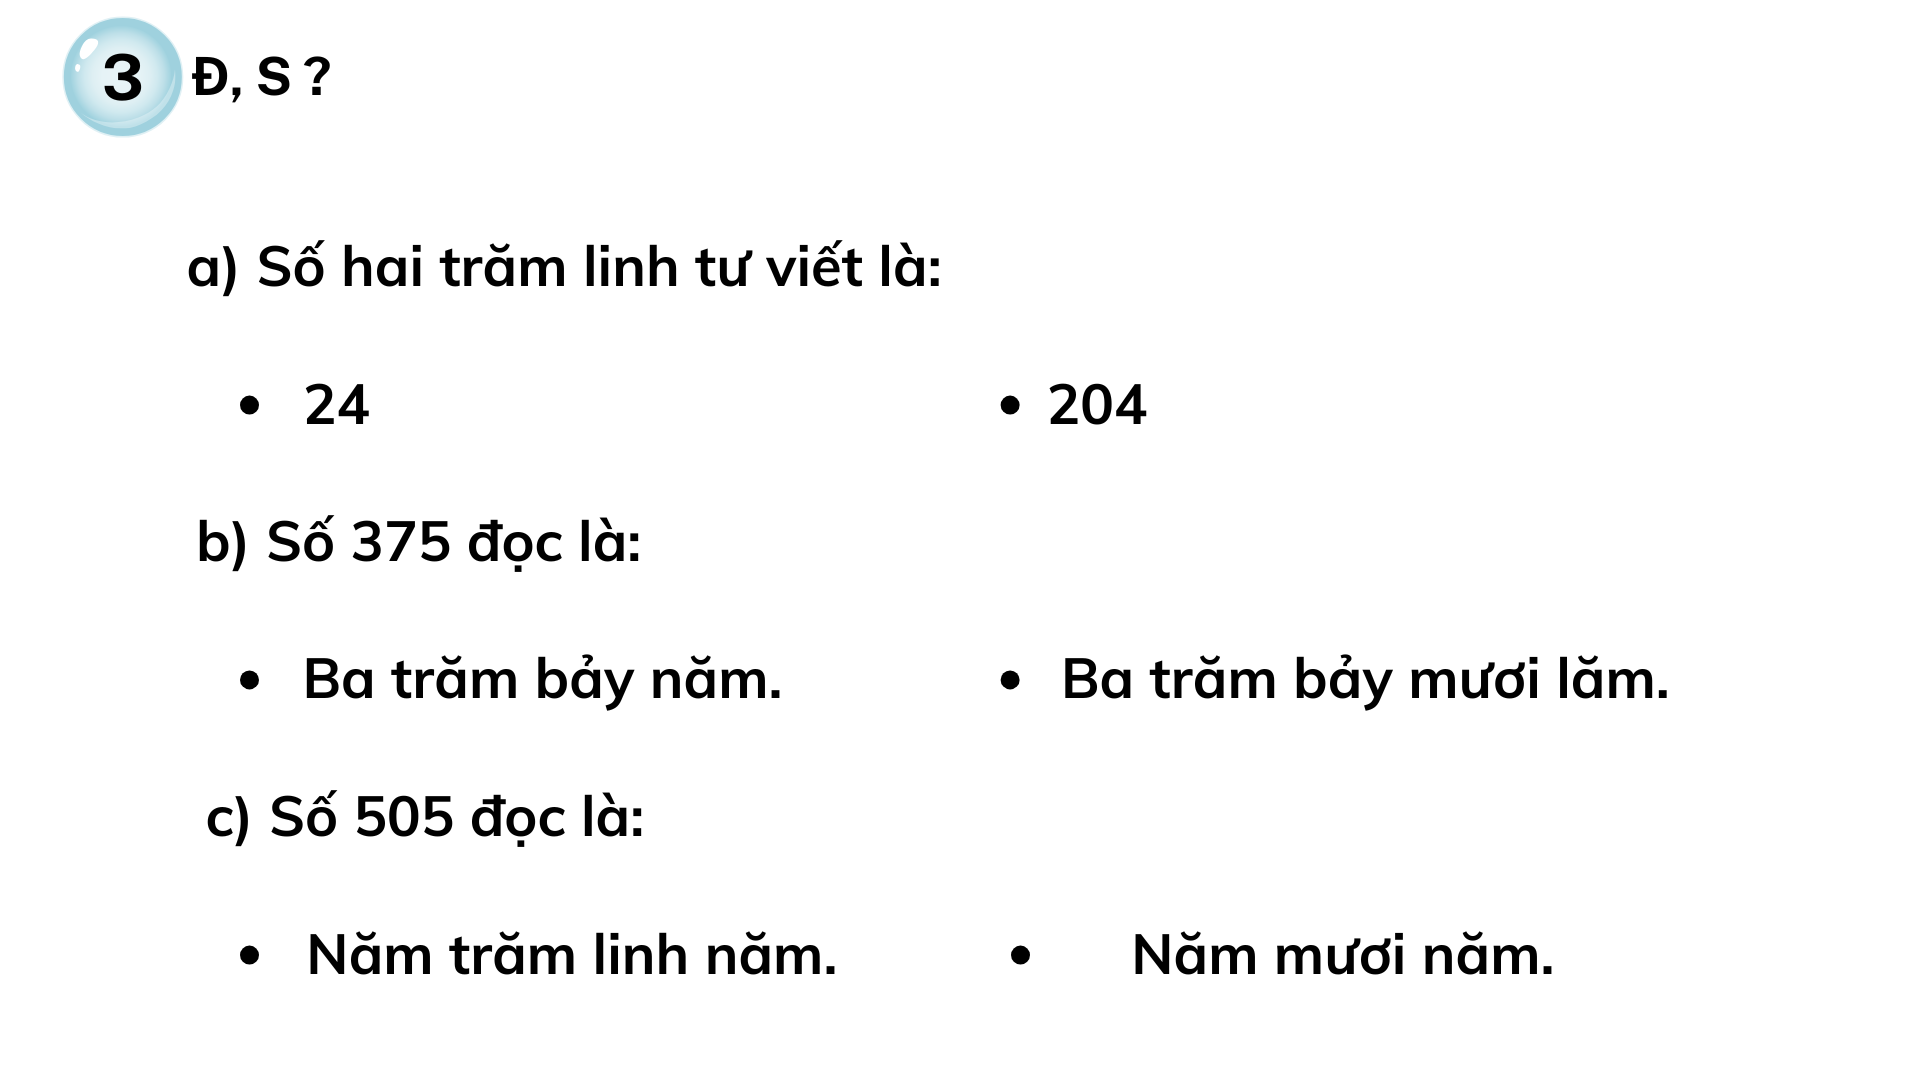 3 Đ, S ?
a) Số hai trăm linh tư viết là:
• 24 • 204
b) Số 375 đọc là:
• Ba trăm bảy năm. • Ba trăm bảy mươi lăm.
c) Số 505 đọc là:
• Năm trăm linh năm. • Năm mươi năm.